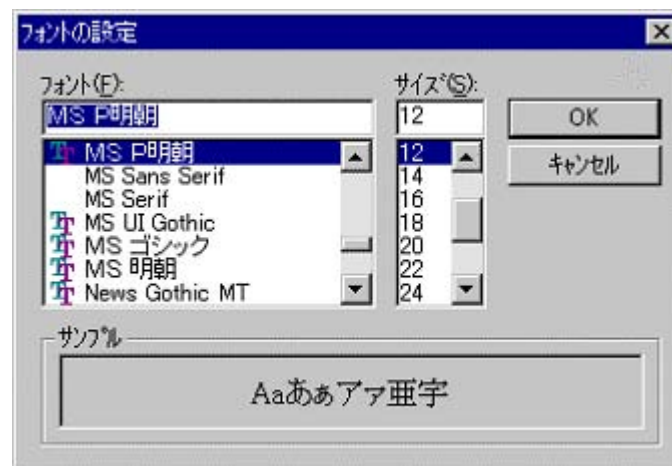 フォントの設定
フォント(F):
サイズ(S):
MS P明朝
12
OK
MS P明朝
MS Sans Serif
MS Serif
MS UI Gothic
MS ゴシック
MS 明朝
News Gothic MT
12
14
16
18
20
22
24
キャンセル
サンプル
Aaあぁアァ亜宇